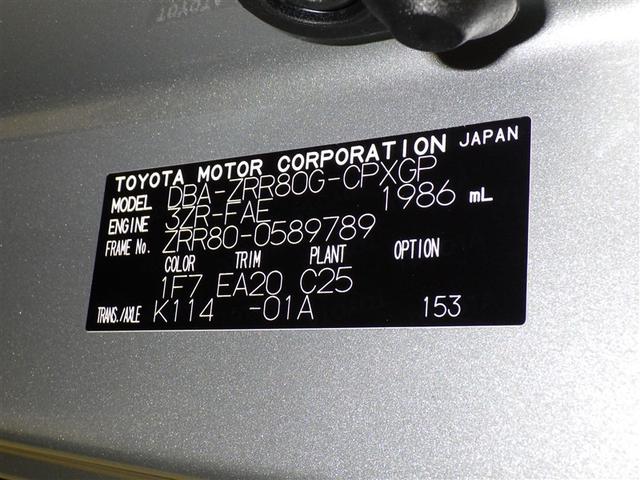 TOYOTA MOTOR CORPORATION JAPAN
MODEL DBA-ZRR80G-CPXGP
ENGINE 3ZR-FAE 1986 mL
FRAME No. ZRR80-0589789
COLOR TRIM PLANT OPTION
1F7 EA20 C25
TRANS./AXLE K114 -01A 153